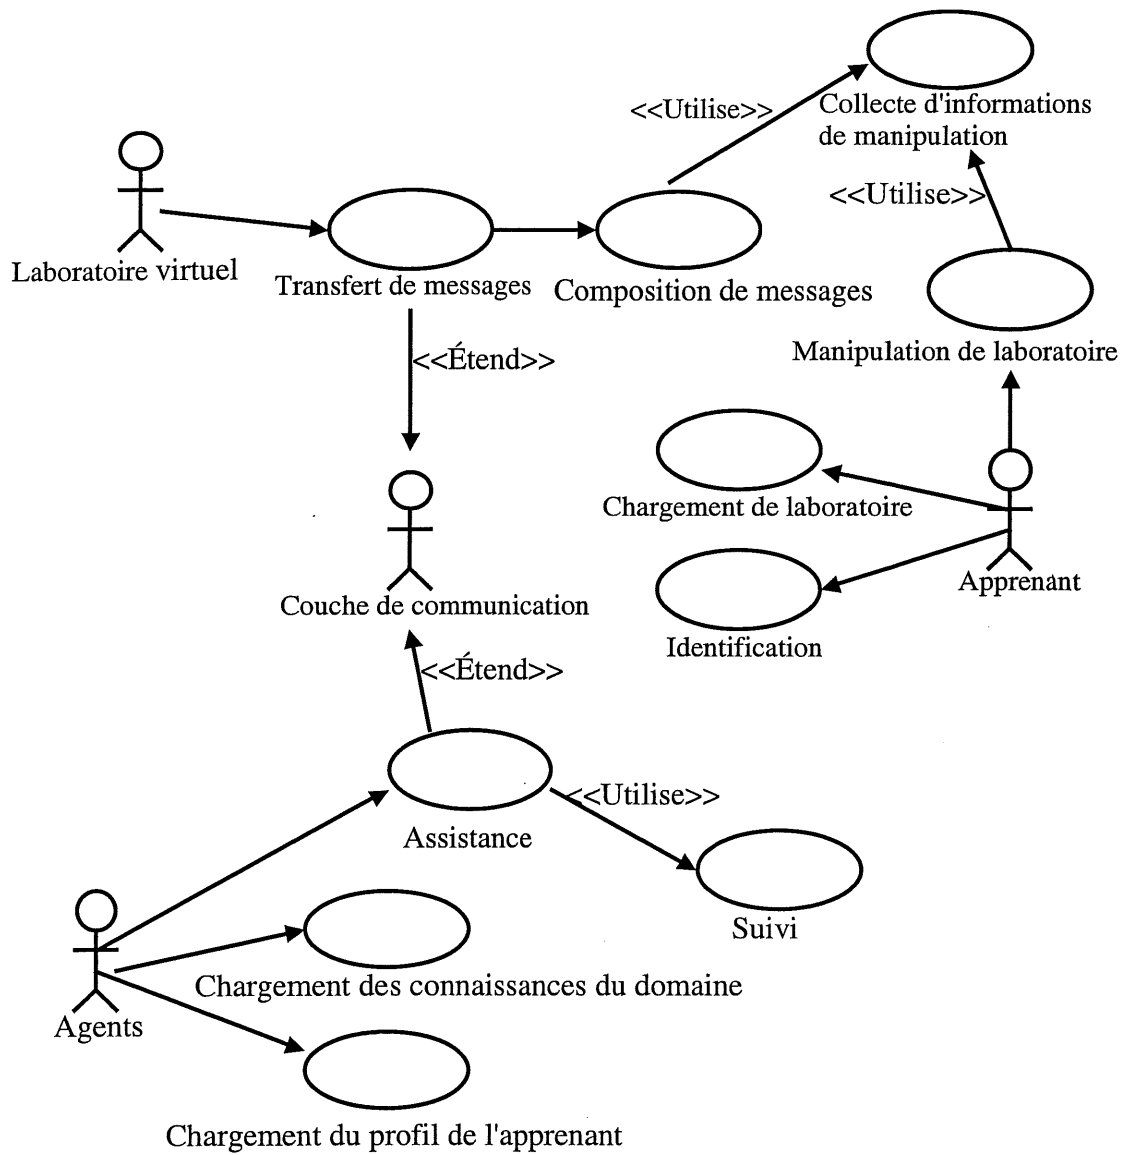 <<Utilise>>
Collecte d'informations
de manipulation
<<Utilise>>
Laboratoire virtuel
Transfert de messages
Composition de messages
<<Étend>>
Manipulation de laboratoire
Chargement de laboratoire
Apprenant
Couche de communication
Identification
<<Étend>>
<<Utilise>>
Assistance
Suivi
Chargement des connaissances du domaine
Agents
Chargement du profil de l'apprenant